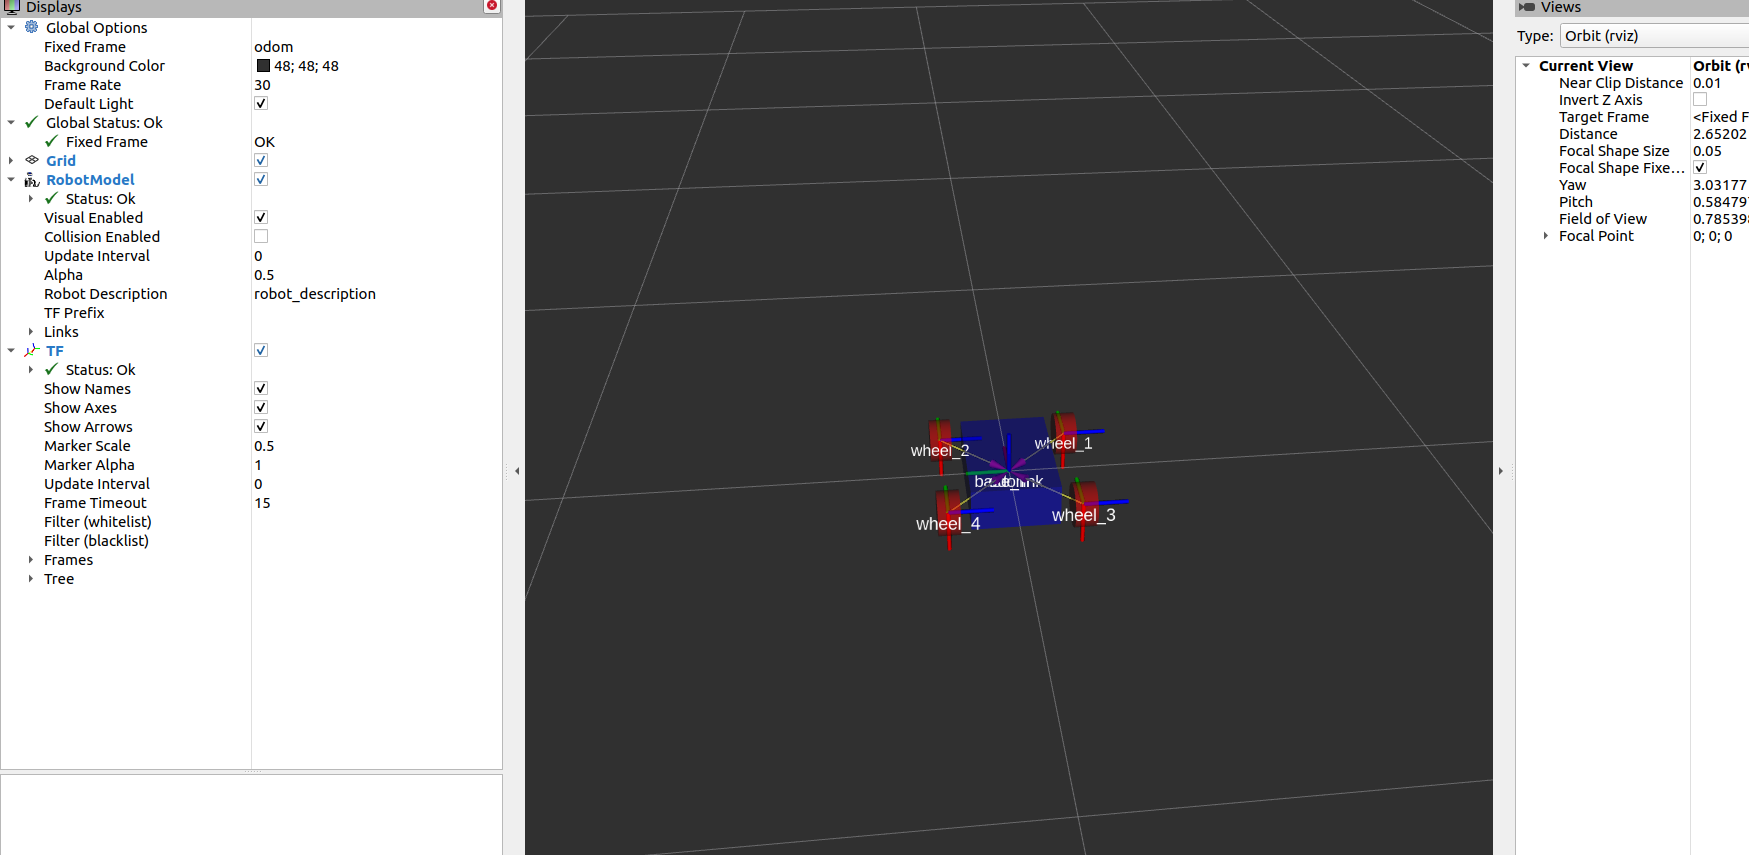 Displays
Global Options
Fixed Frame odom
Background Color 48; 48; 48
Frame Rate 30
Default Light
Global Status: Ok
Fixed Frame OK
Grid
RobotModel
Status: Ok
Visual Enabled
Collision Enabled
Update Interval 0
Alpha 0.5
Robot Description robot_description
TF Prefix
Links
TF
Status: Ok
Show Names
Show Axes
Show Arrows
Marker Scale 0.5
Marker Alpha 1
Update Interval 0
Frame Timeout 15
Filter (whitelist)
Filter (blacklist)
Frames
Tree
wheel_2
wheel_1
wheel_4
wheel_3
Views
Type: Orbit (rviz)
Current View Orbit (rv
Near Clip Distance 0.01
Invert Z Axis
Target Frame <Fixed F
Distance 2.65202
Focal Shape Size 0.05
Focal Shape Fixe...
Yaw 3.03177
Pitch 0.58479
Field of View 0.78539
Focal Point 0; 0; 0